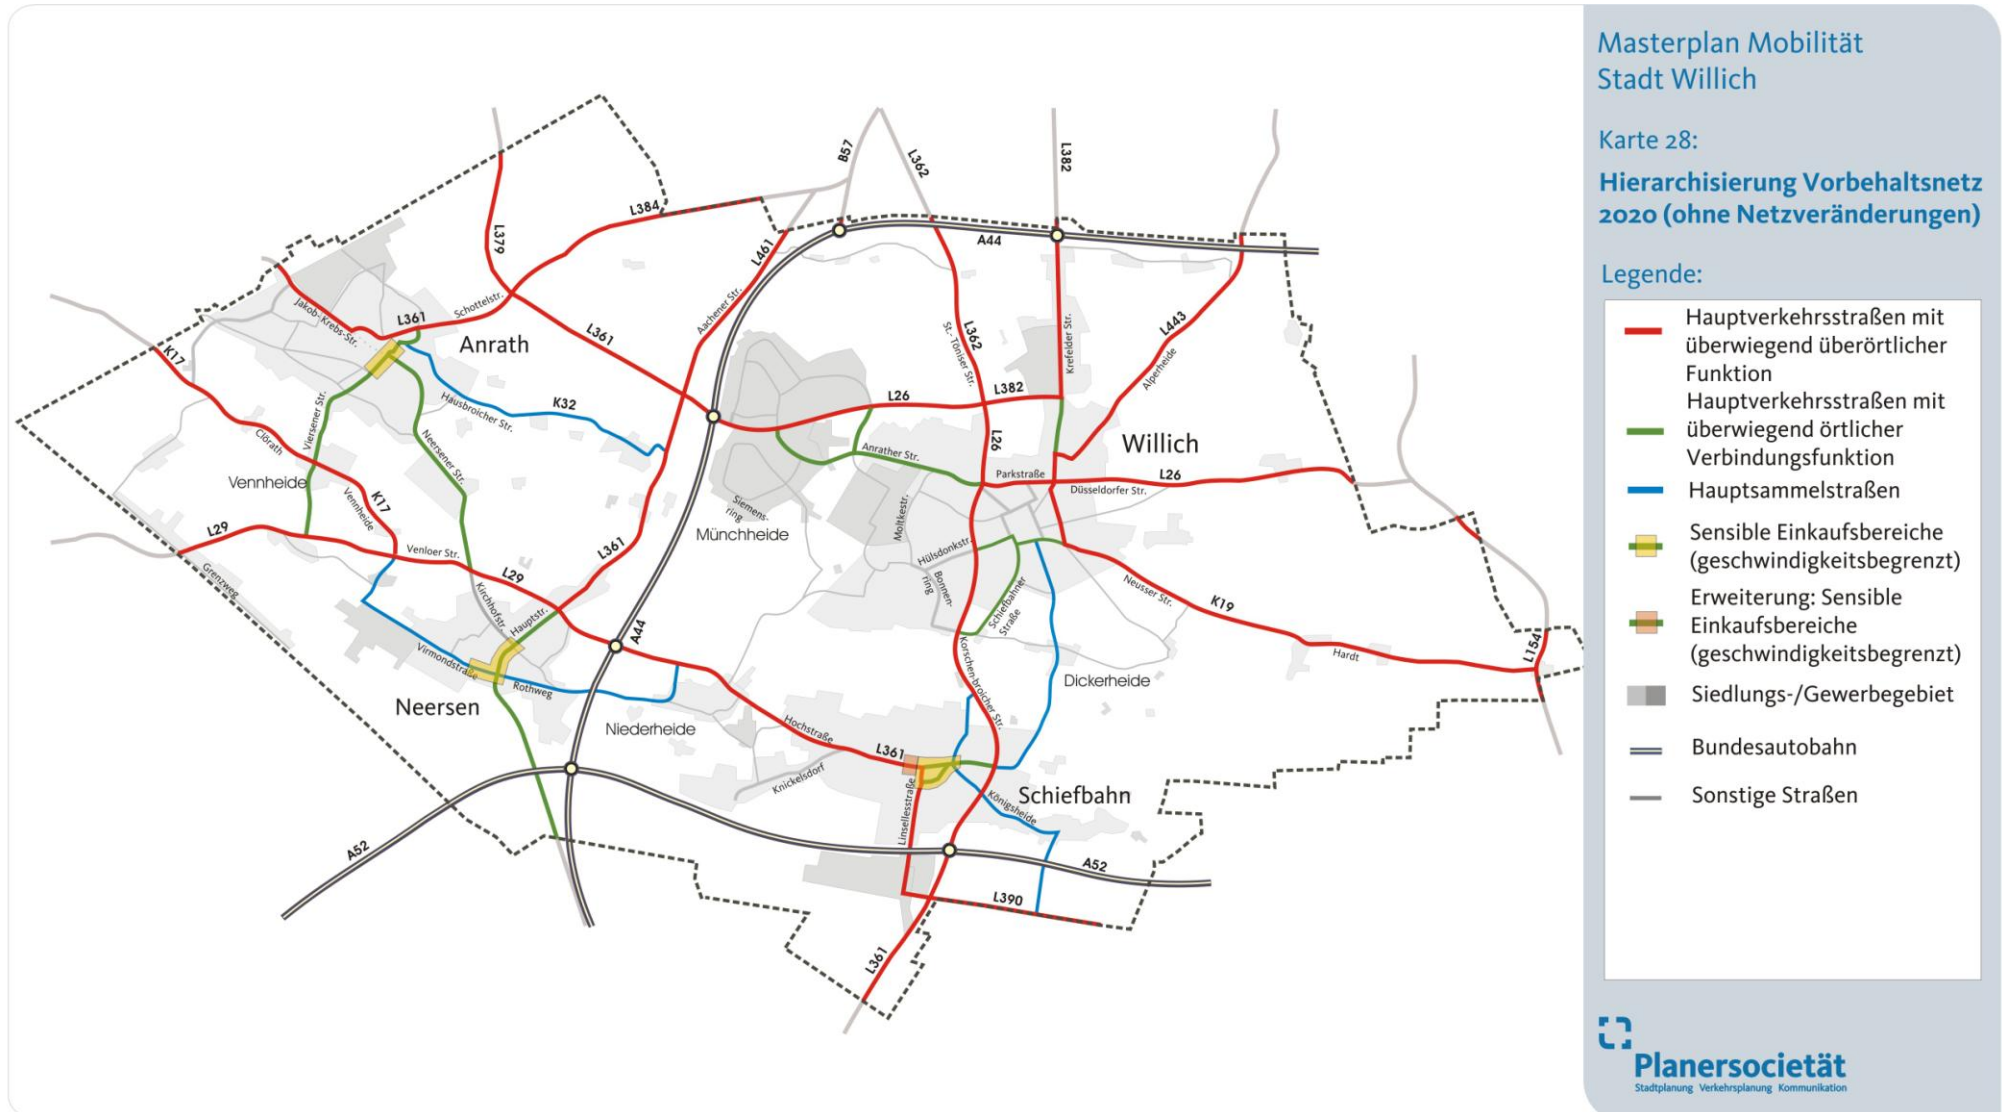 Masterplan Mobilität
Stadt Willich
Karte 28:
Hierarchisierung Vorbehaltsnetz
2020 (ohne Netzveränderungen)
Legende:
Hauptverkehrsstraßen mit
überwiegend überörtlicher
Funktion
Hauptverkehrsstraßen mit
überwiegend örtlicher
Verbindungsfunktion
Hauptsammelstraßen
Sensible Einkaufsbereiche
(geschwindigkeitsbegrenzt)
Erweiterung: Sensible
Einkaufsbereiche
(geschwindigkeitsbegrenzt)
Siedlungs-/Gewerbegebiet
Bundesautobahn
Sonstige Straßen
Planersocietät
Stadtplanung Verkehrsplanung Kommunikation
B57
L362
L382
L384
L379
L461
A44
Aachener Str.
Jakob-Krebs-Str.
L361
Schottelstr.
Anrath
L361
K17
L362
St.-Töniser Str.
Krefelder Str.
L443
Alperheide
L382
L26
K32
Hausbroicher Str.
Viersener Str.
Neersener Str.
Clörath
L26
Willich
Anrather Str.
Parkstraße
L26
Düsseldorfer Str.
Vennheide
K17
Vennheide
Siemens-
ring
Münchheide
Moltkestr.
L29
Venloer Str.
L361
Hülsdonkstr.
Bonnen-
ring
Schiefbahner
Straße
Neusser Str.
K19
Grenzweg
L29
Kirchhofstr.
Hauptstr.
A44
Virmondstraße
Rothweg
Neersen
Niederheide
Korschen-broicher Str.
Dickerheide
Hardt
L154
Hochstraße
L361
Knickelsdorf
Linsellesstraße
Königsheide
Schiefbahn
A52
A52
L390
L361